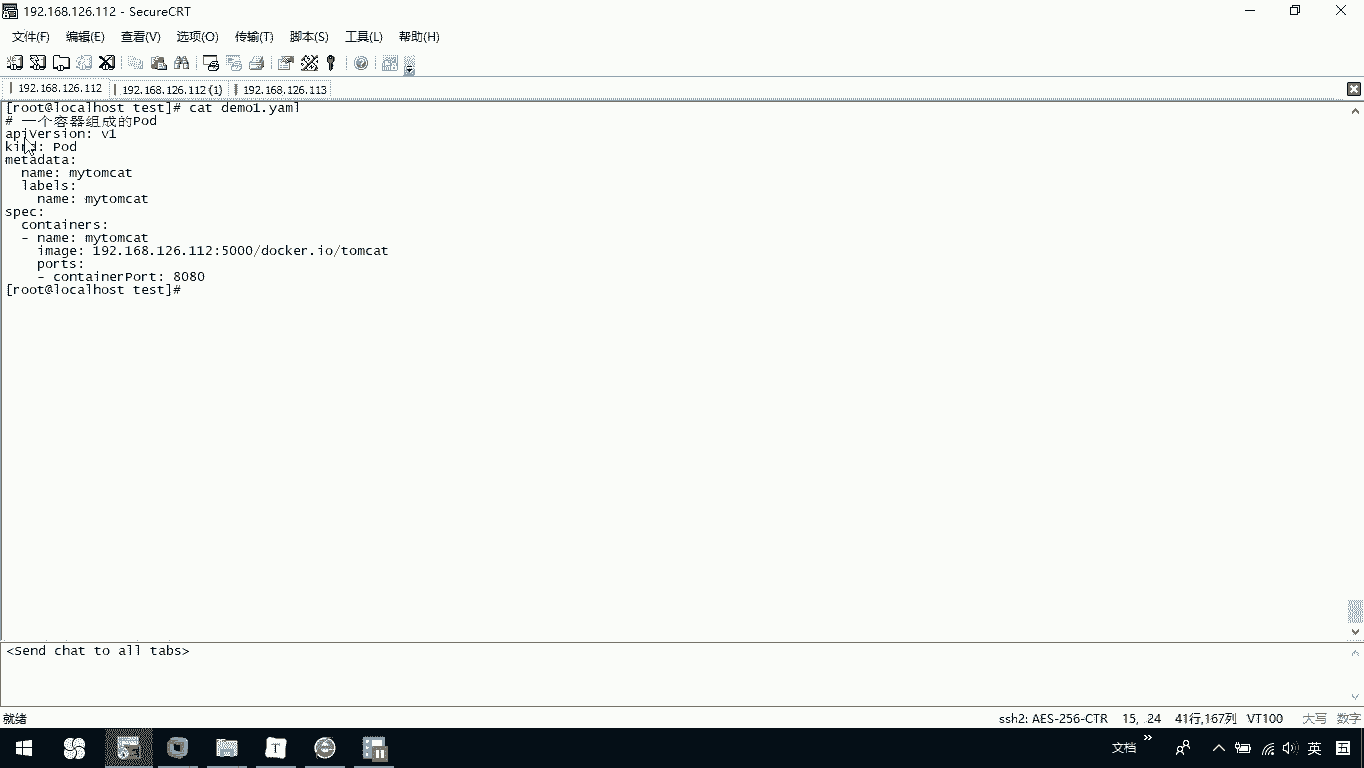 192.168.126.112 - SecureCRT
文件(F) 编辑(E) 查看(V) 选项(O) 传输(T) 脚本(S) 工具(L) 帮助(H)
192.168.126.112 192.168.126.112 (1) 192.168.126.113
[root@localhost test]# cat demo1.yaml
# 一个容器组成的Pod
apiVersion: v1
kind: Pod
metadata:
  name: mytomcat
  labels:
    name: mytomcat
spec:
  containers:
  - name: mytomcat
    image: 192.168.126.112:5000/docker.io/tomcat
    ports:
    - containerPort: 8080
[root@localhost test]#
<Send chat to all tabs>
就绪 ssh2: AES-256-CTR 15, 24 41行,167列 VT100 大写 数字
T 文档 » 英 五